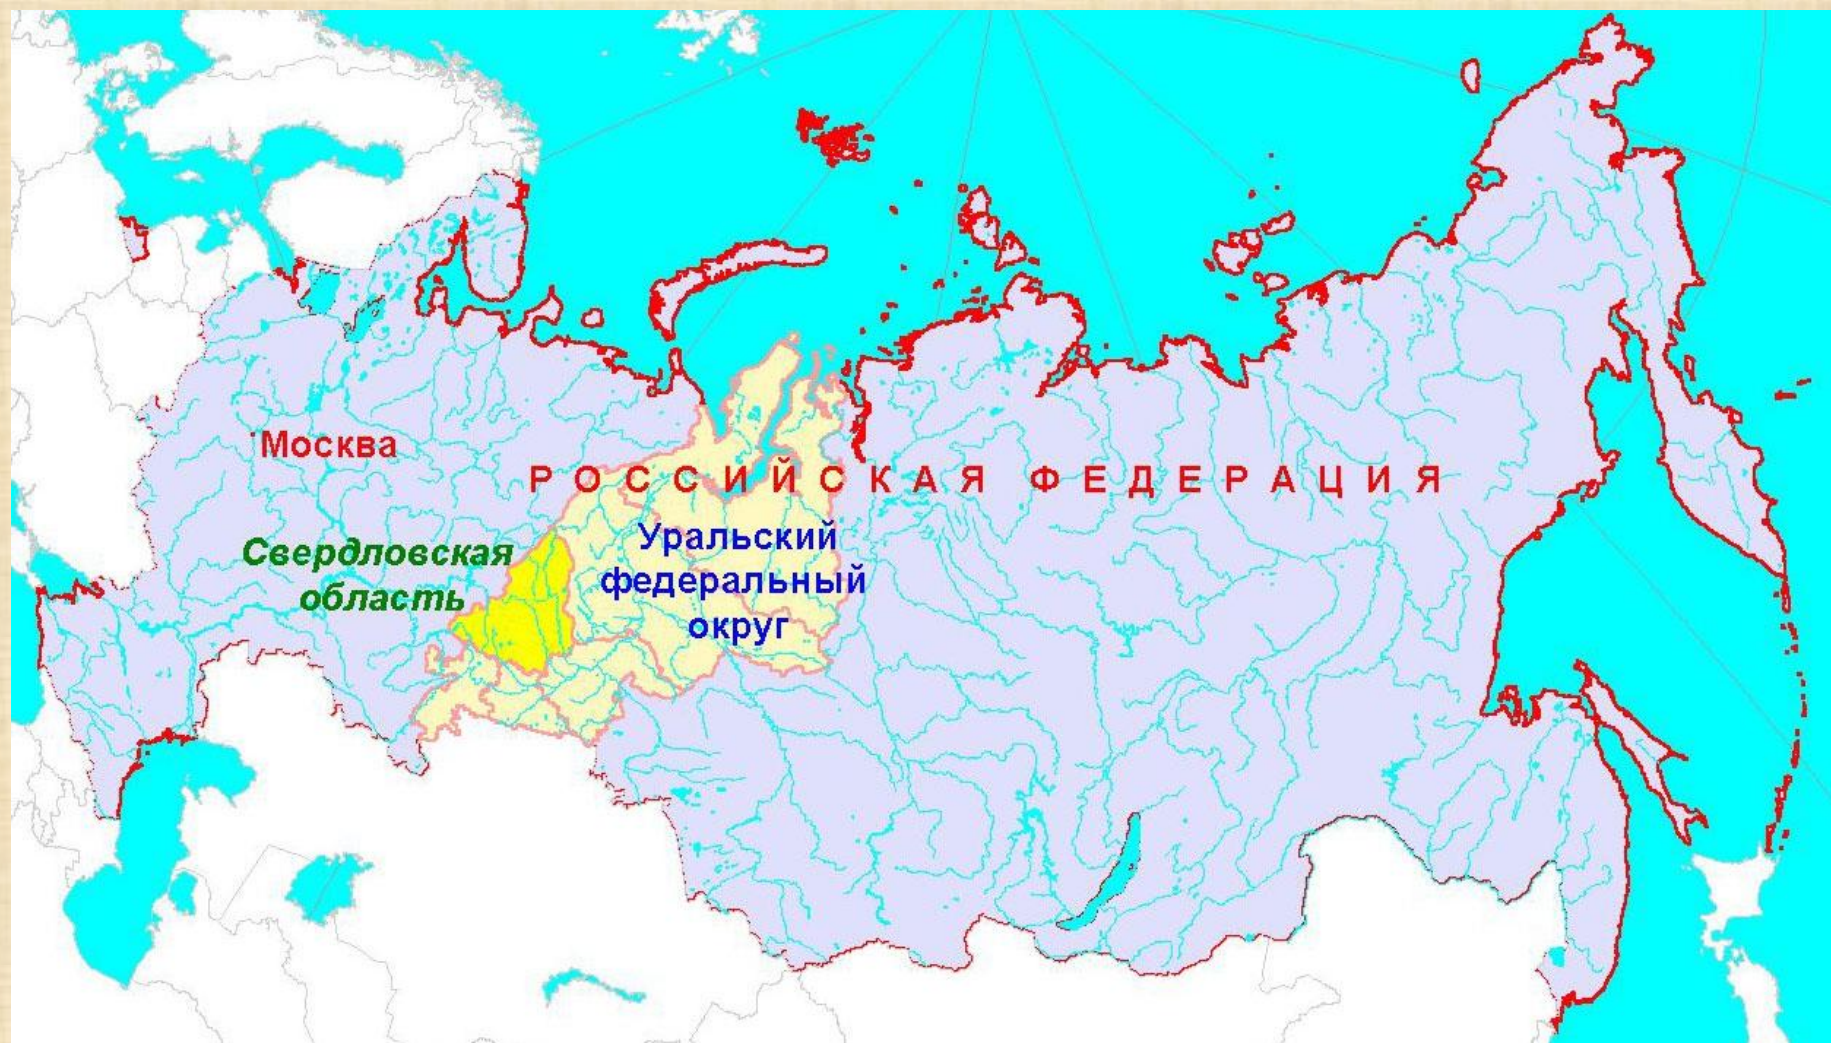 Москва
РОССИЙСКАЯ ФЕДЕРАЦИЯ
Свердловская
область
Уральский
федеральный
округ